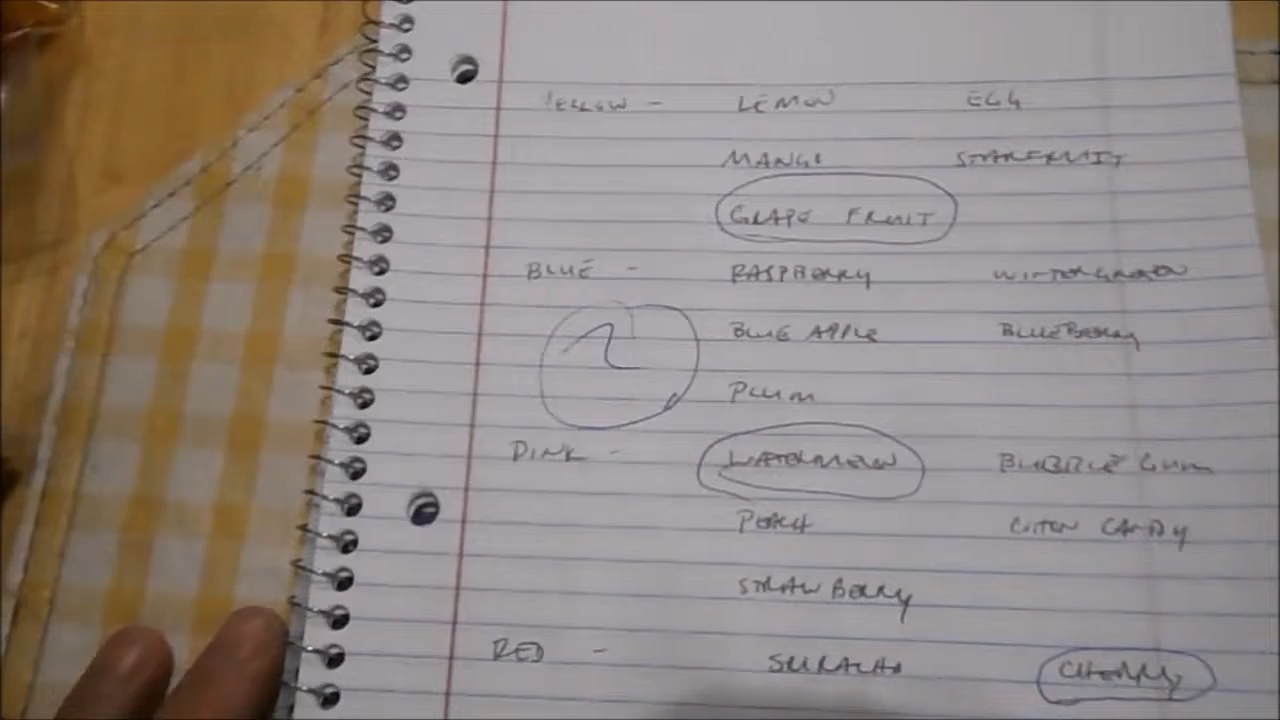 YELLOW - LEMON EGG
MANGO STARFRUIT
GRAPE FRUIT
BLUE - RASPBERRY WINTERGREEN
BLUE APPLE BLUEBERRY
PLUM
PINK - WATERMELON BUBBLE GUM
PEACH COTTON CANDY
STRAWBERRY
RED - SRIRACHA CHERRY